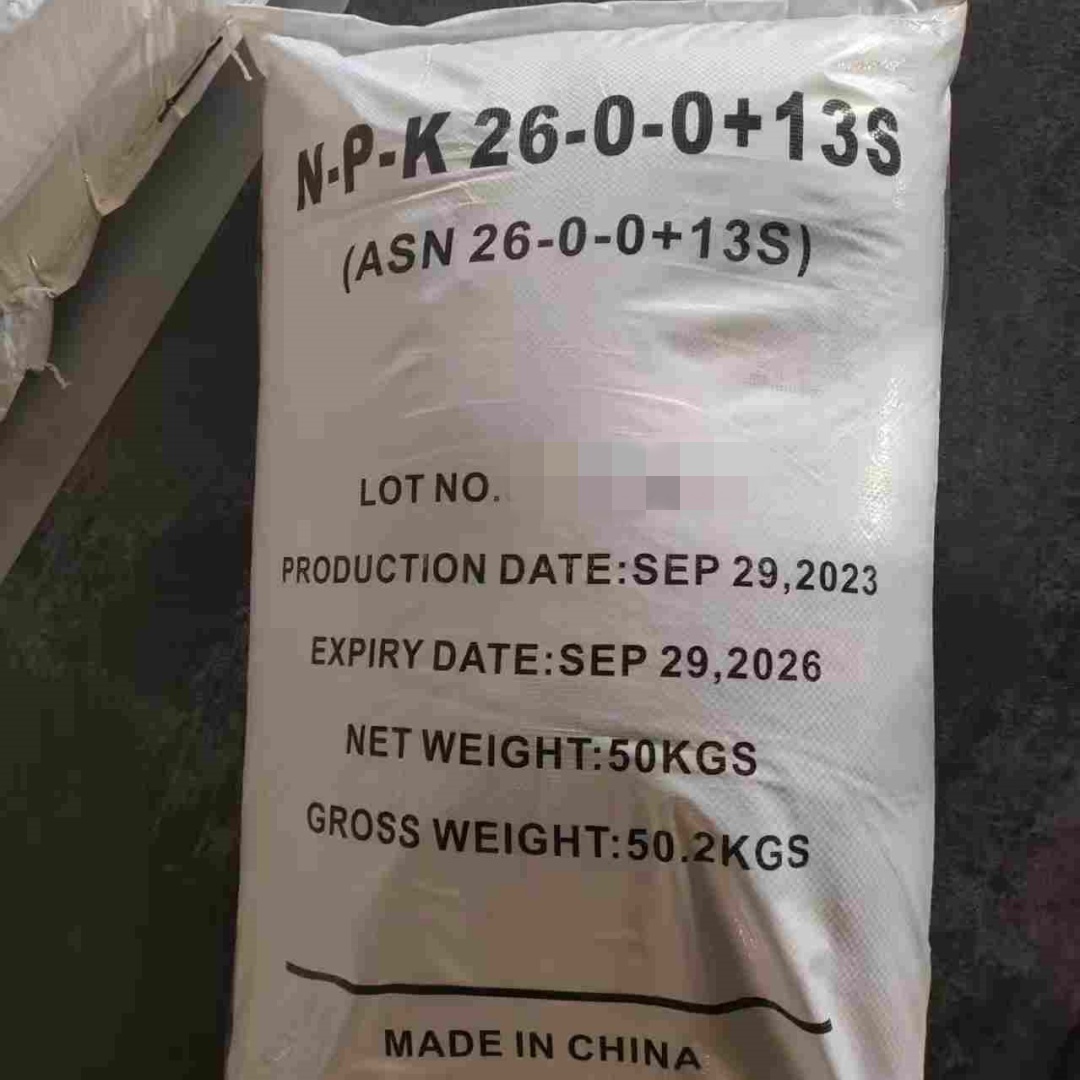 N-P-K 26-0-0+13S
(ASN 26-0-0+13S)
LOT NO.
PRODUCTION DATE:SEP 29,2023
EXPIRY DATE:SEP 29,2026
NET WEIGHT:50KGS
GROSS WEIGHT:50.2KGS
MADE IN CHINA